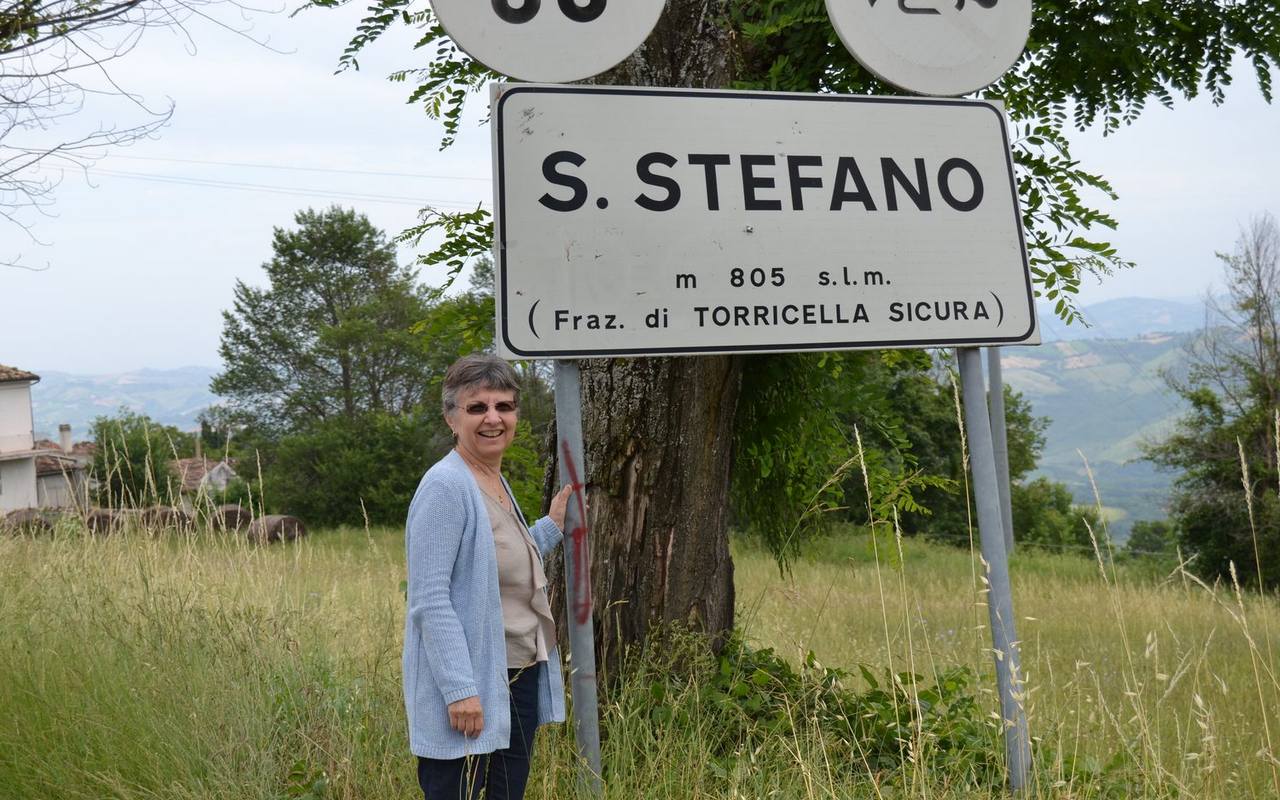 S. STEFANO
m 805 s.l.m.
(Fraz. di TORRICELLA SICURA)